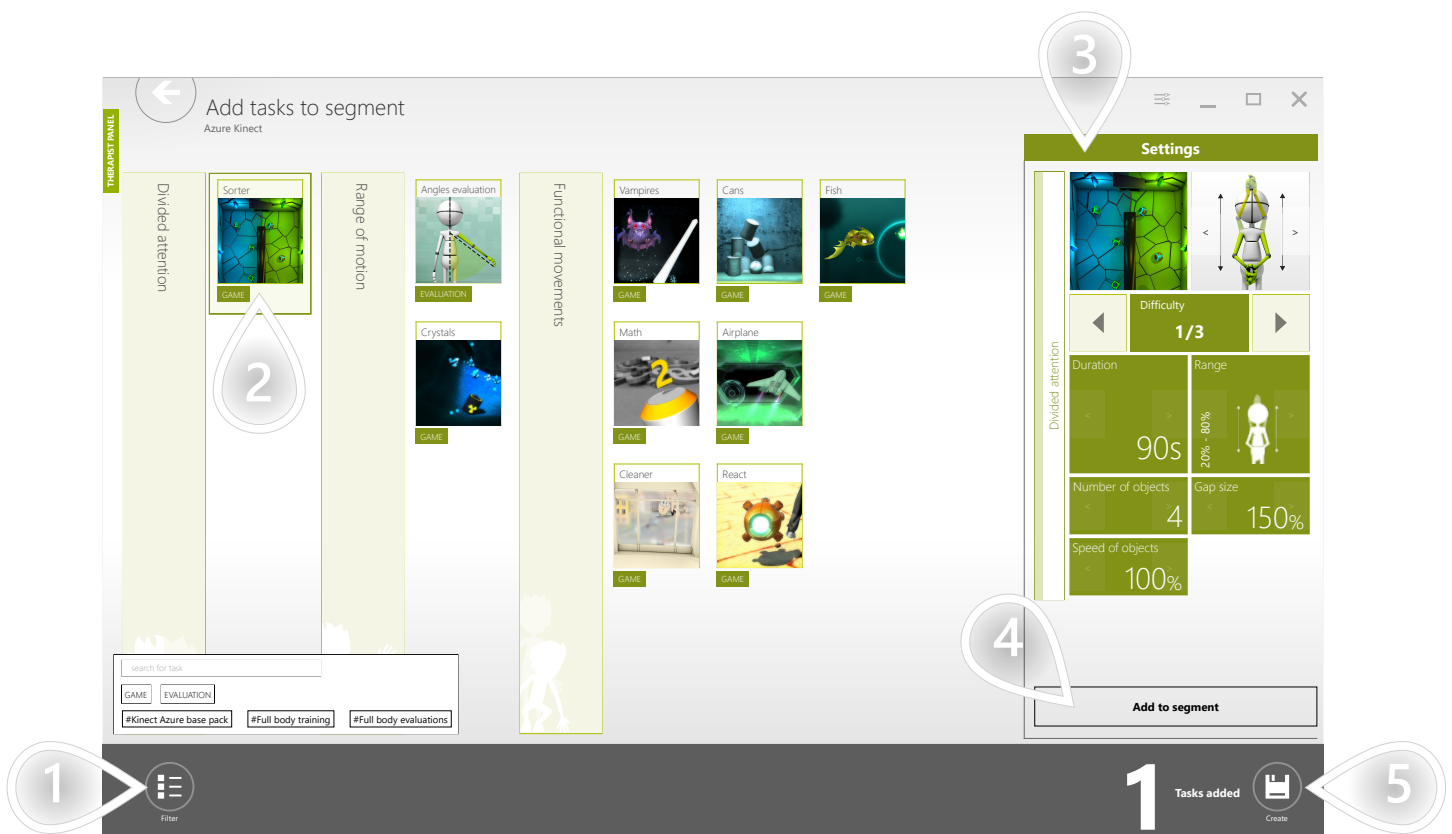 3
Add tasks to segment
Azure Kinect
THERAPIST PANEL
Settings
Divided attention
Sorter
GAME
2
Range of motion
Angles evaluation
EVALUATION
Crystals
GAME
Functional movements
Vampires
GAME
Cans
GAME
Fish
GAME
Math
2
GAME
Airplane
GAME
Cleaner
GAME
React
GAME
Divided attention
< >
Difficulty
1/3
Duration
< >
90s
Range
20% - 80%
>
Number of objects
< >
4
Gap size
<
150%
Speed of objects
< >
100%
4
Add to segment
search for task
GAME EVALUATION
#Kinect Azure base pack #Full body training #Full body evaluations
1
Filter
1 Tasks added
Create
5